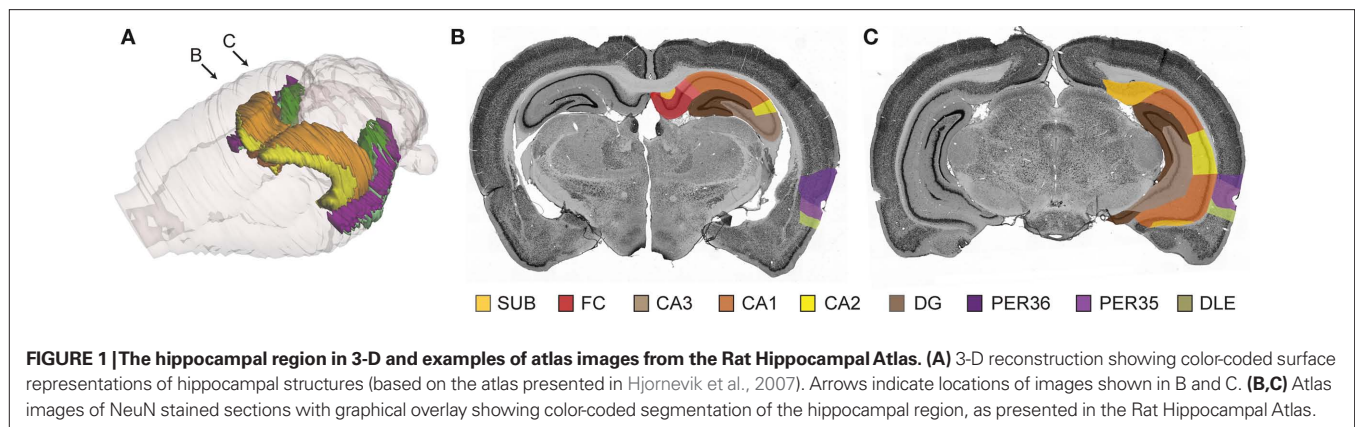 A
B
C
B
C
SUB FC CA3 CA1 CA2 DG PER36 PER35 DLE
FIGURE 1 | The hippocampal region in 3-D and examples of atlas images from the Rat Hippocampal Atlas. (A) 3-D reconstruction showing color-coded surface
representations of hippocampal structures (based on the atlas presented in Hjornevik et al., 2007). Arrows indicate locations of images shown in B and C. (B,C) Atlas
images of NeuN stained sections with graphical overlay showing color-coded segmentation of the hippocampal region, as presented in the Rat Hippocampal Atlas.